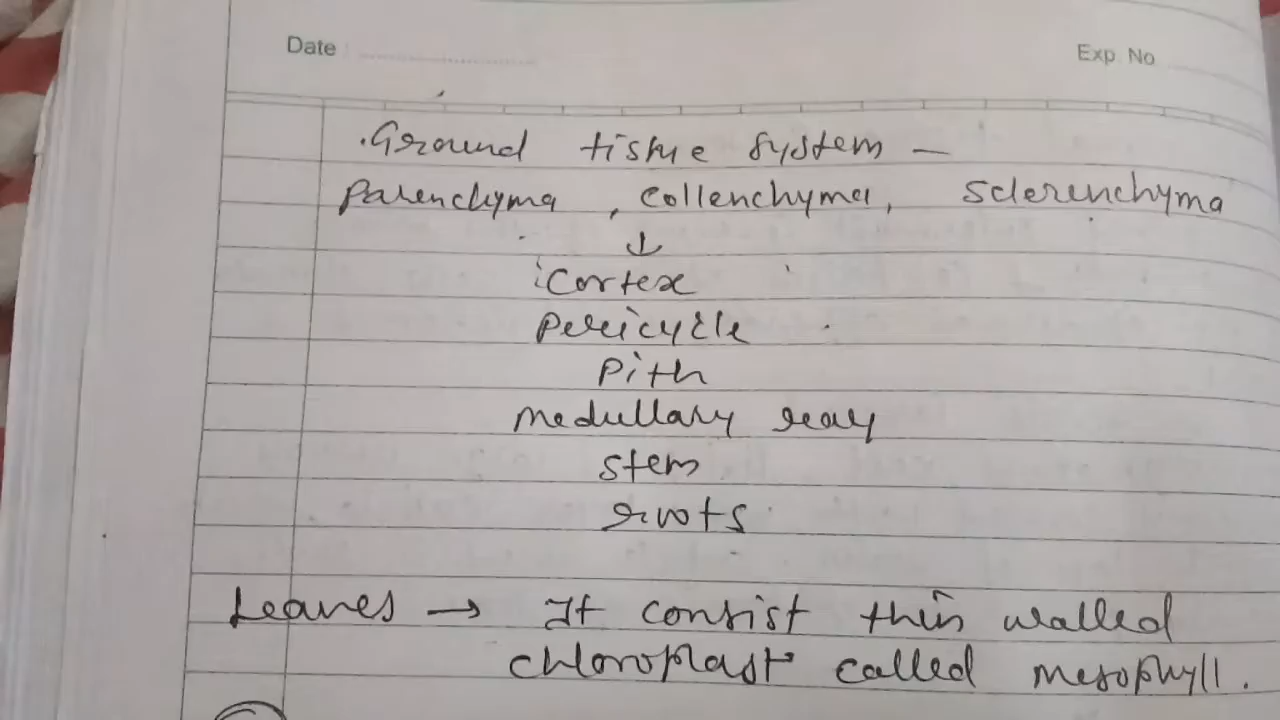 Date
Exp. No
Ground tissue system —
Parenchyma, collenchyma, sclerenchyma
↓
Cortex
Pericycle
Pith
medullary ray
stem
roots
Leaves → It consist thin walled
chloroplast called mesophyll.